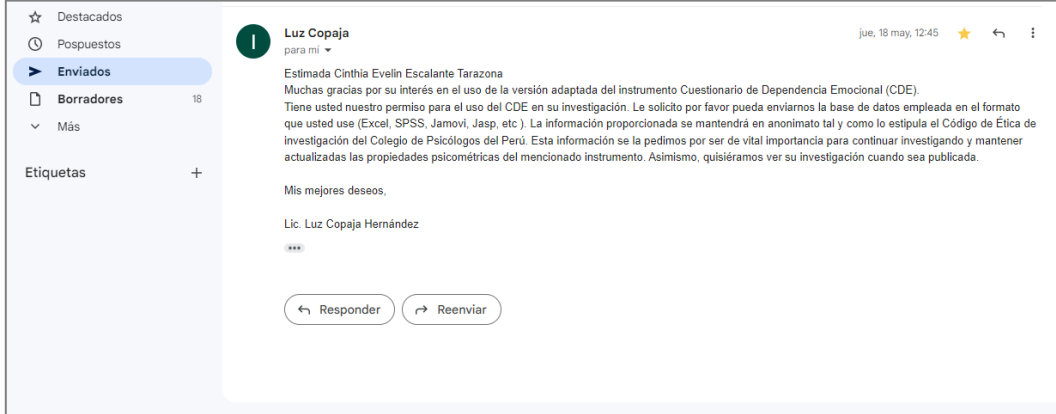 Destacados
Pospuestos
Enviados
Borradores 18
Más
Etiquetas +
I
Luz Copaja
jue, 18 may, 12:45
para mí
Estimada Cinthia Evelin Escalante Tarazona
Muchas gracias por su interés en el uso de la versión adaptada del instrumento Cuestionario de Dependencia Emocional (CDE).
Tiene usted nuestro permiso para el uso del CDE en su investigación. Le solicito por favor pueda enviarnos la base de datos empleada en el formato
que usted use (Excel, SPSS, Jamovi, Jasp, etc ). La información proporcionada se mantendrá en anonimato tal y como lo estipula el Código de Ética de
investigación del Colegio de Psicólogos del Perú. Esta información se la pedimos por ser de vital importancia para continuar investigando y mantener
actualizadas las propiedades psicométricas del mencionado instrumento. Asimismo, quisiéramos ver su investigación cuando sea publicada.
Mis mejores deseos,
Lic. Luz Copaja Hernández
Responder
Reenviar